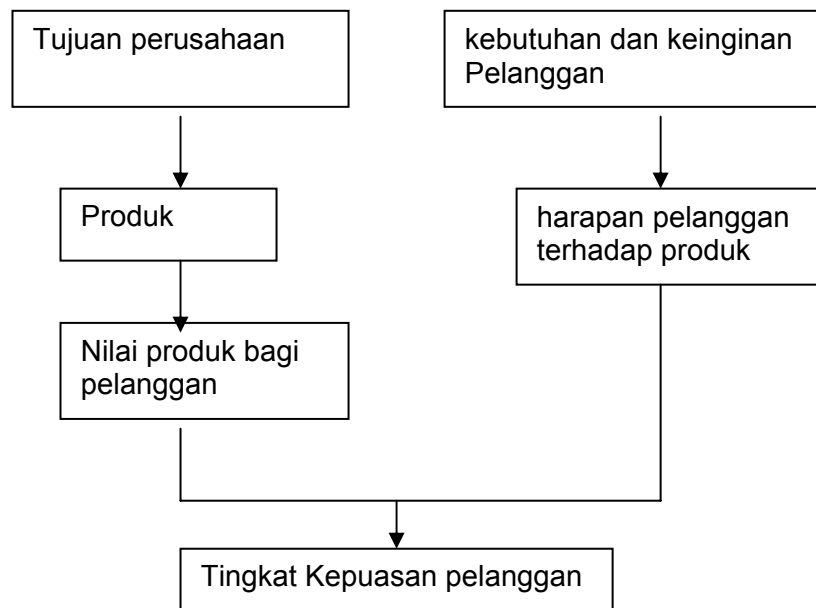 Tujuan perusahaan
kebutuhan dan keinginan
Pelanggan
Produk
harapan pelanggan
terhadap produk
Nilai produk bagi
pelanggan
Tingkat Kepuasan pelanggan